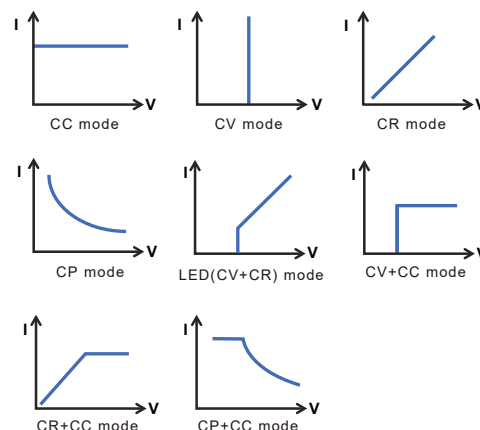 I I I
V V V
CC mode CV mode CR mode
I I I
V V V
CP mode LED(CV+CR) mode CV+CC mode
I I
V V
CR+CC mode CP+CC mode